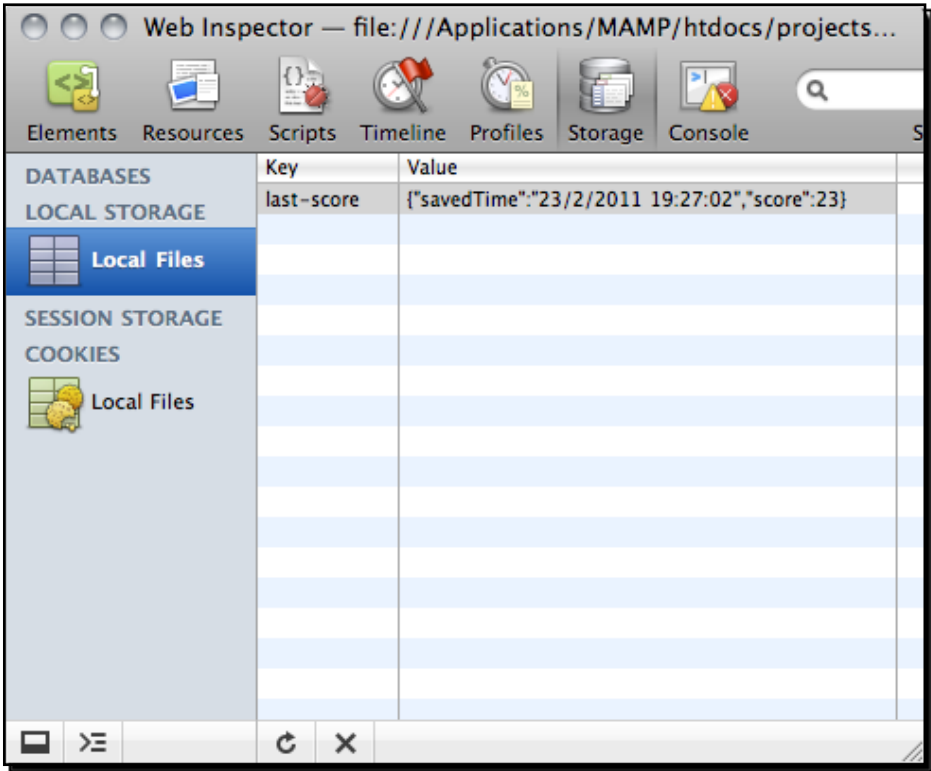 Web Inspector — file:///Applications/MAMP/htdocs/projects...
Elements Resources Scripts Timeline Profiles Storage Console S
DATABASES
LOCAL STORAGE
Local Files
SESSION STORAGE
COOKIES
Local Files
Key Value
last-score {"savedTime":"23/2/2011 19:27:02","score":23}